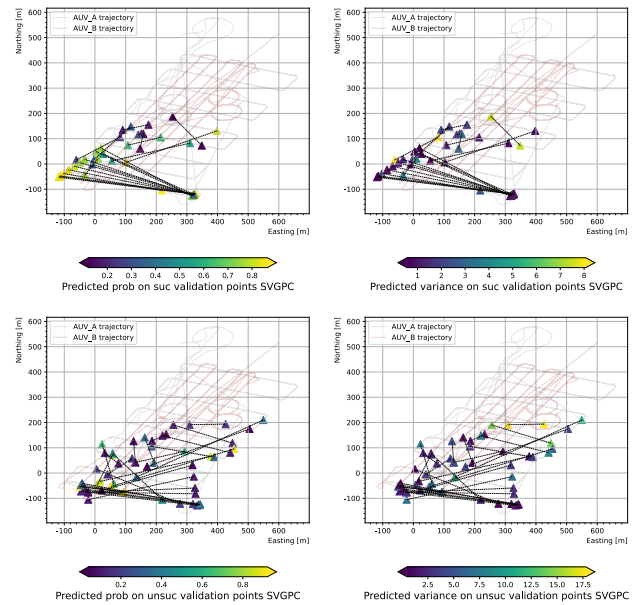 AUV_A trajectory
AUV_B trajectory
Northing [m]
600
500
400
300
200
100
0
-100
-100 0 100 200 300 400 500 600
Easting [m]
0.2 0.3 0.4 0.5 0.6 0.7 0.8
Predicted prob on suc validation points SVGPC
AUV_A trajectory
AUV_B trajectory
Northing [m]
600
500
400
300
200
100
0
-100
-100 0 100 200 300 400 500 600
Easting [m]
1 2 3 4 5 6 7 8
Predicted variance on suc validation points SVGPC
AUV_A trajectory
AUV_B trajectory
Northing [m]
600
500
400
300
200
100
0
-100
-100 0 100 200 300 400 500 600
Easting [m]
0.2 0.4 0.6 0.8
Predicted prob on unsuc validation points SVGPC
AUV_A trajectory
AUV_B trajectory
Northing [m]
600
500
400
300
200
100
0
-100
-100 0 100 200 300 400 500 600
Easting [m]
2.5 5.0 7.5 10.0 12.5 15.0 17.5
Predicted variance on unsuc validation points SVGPC